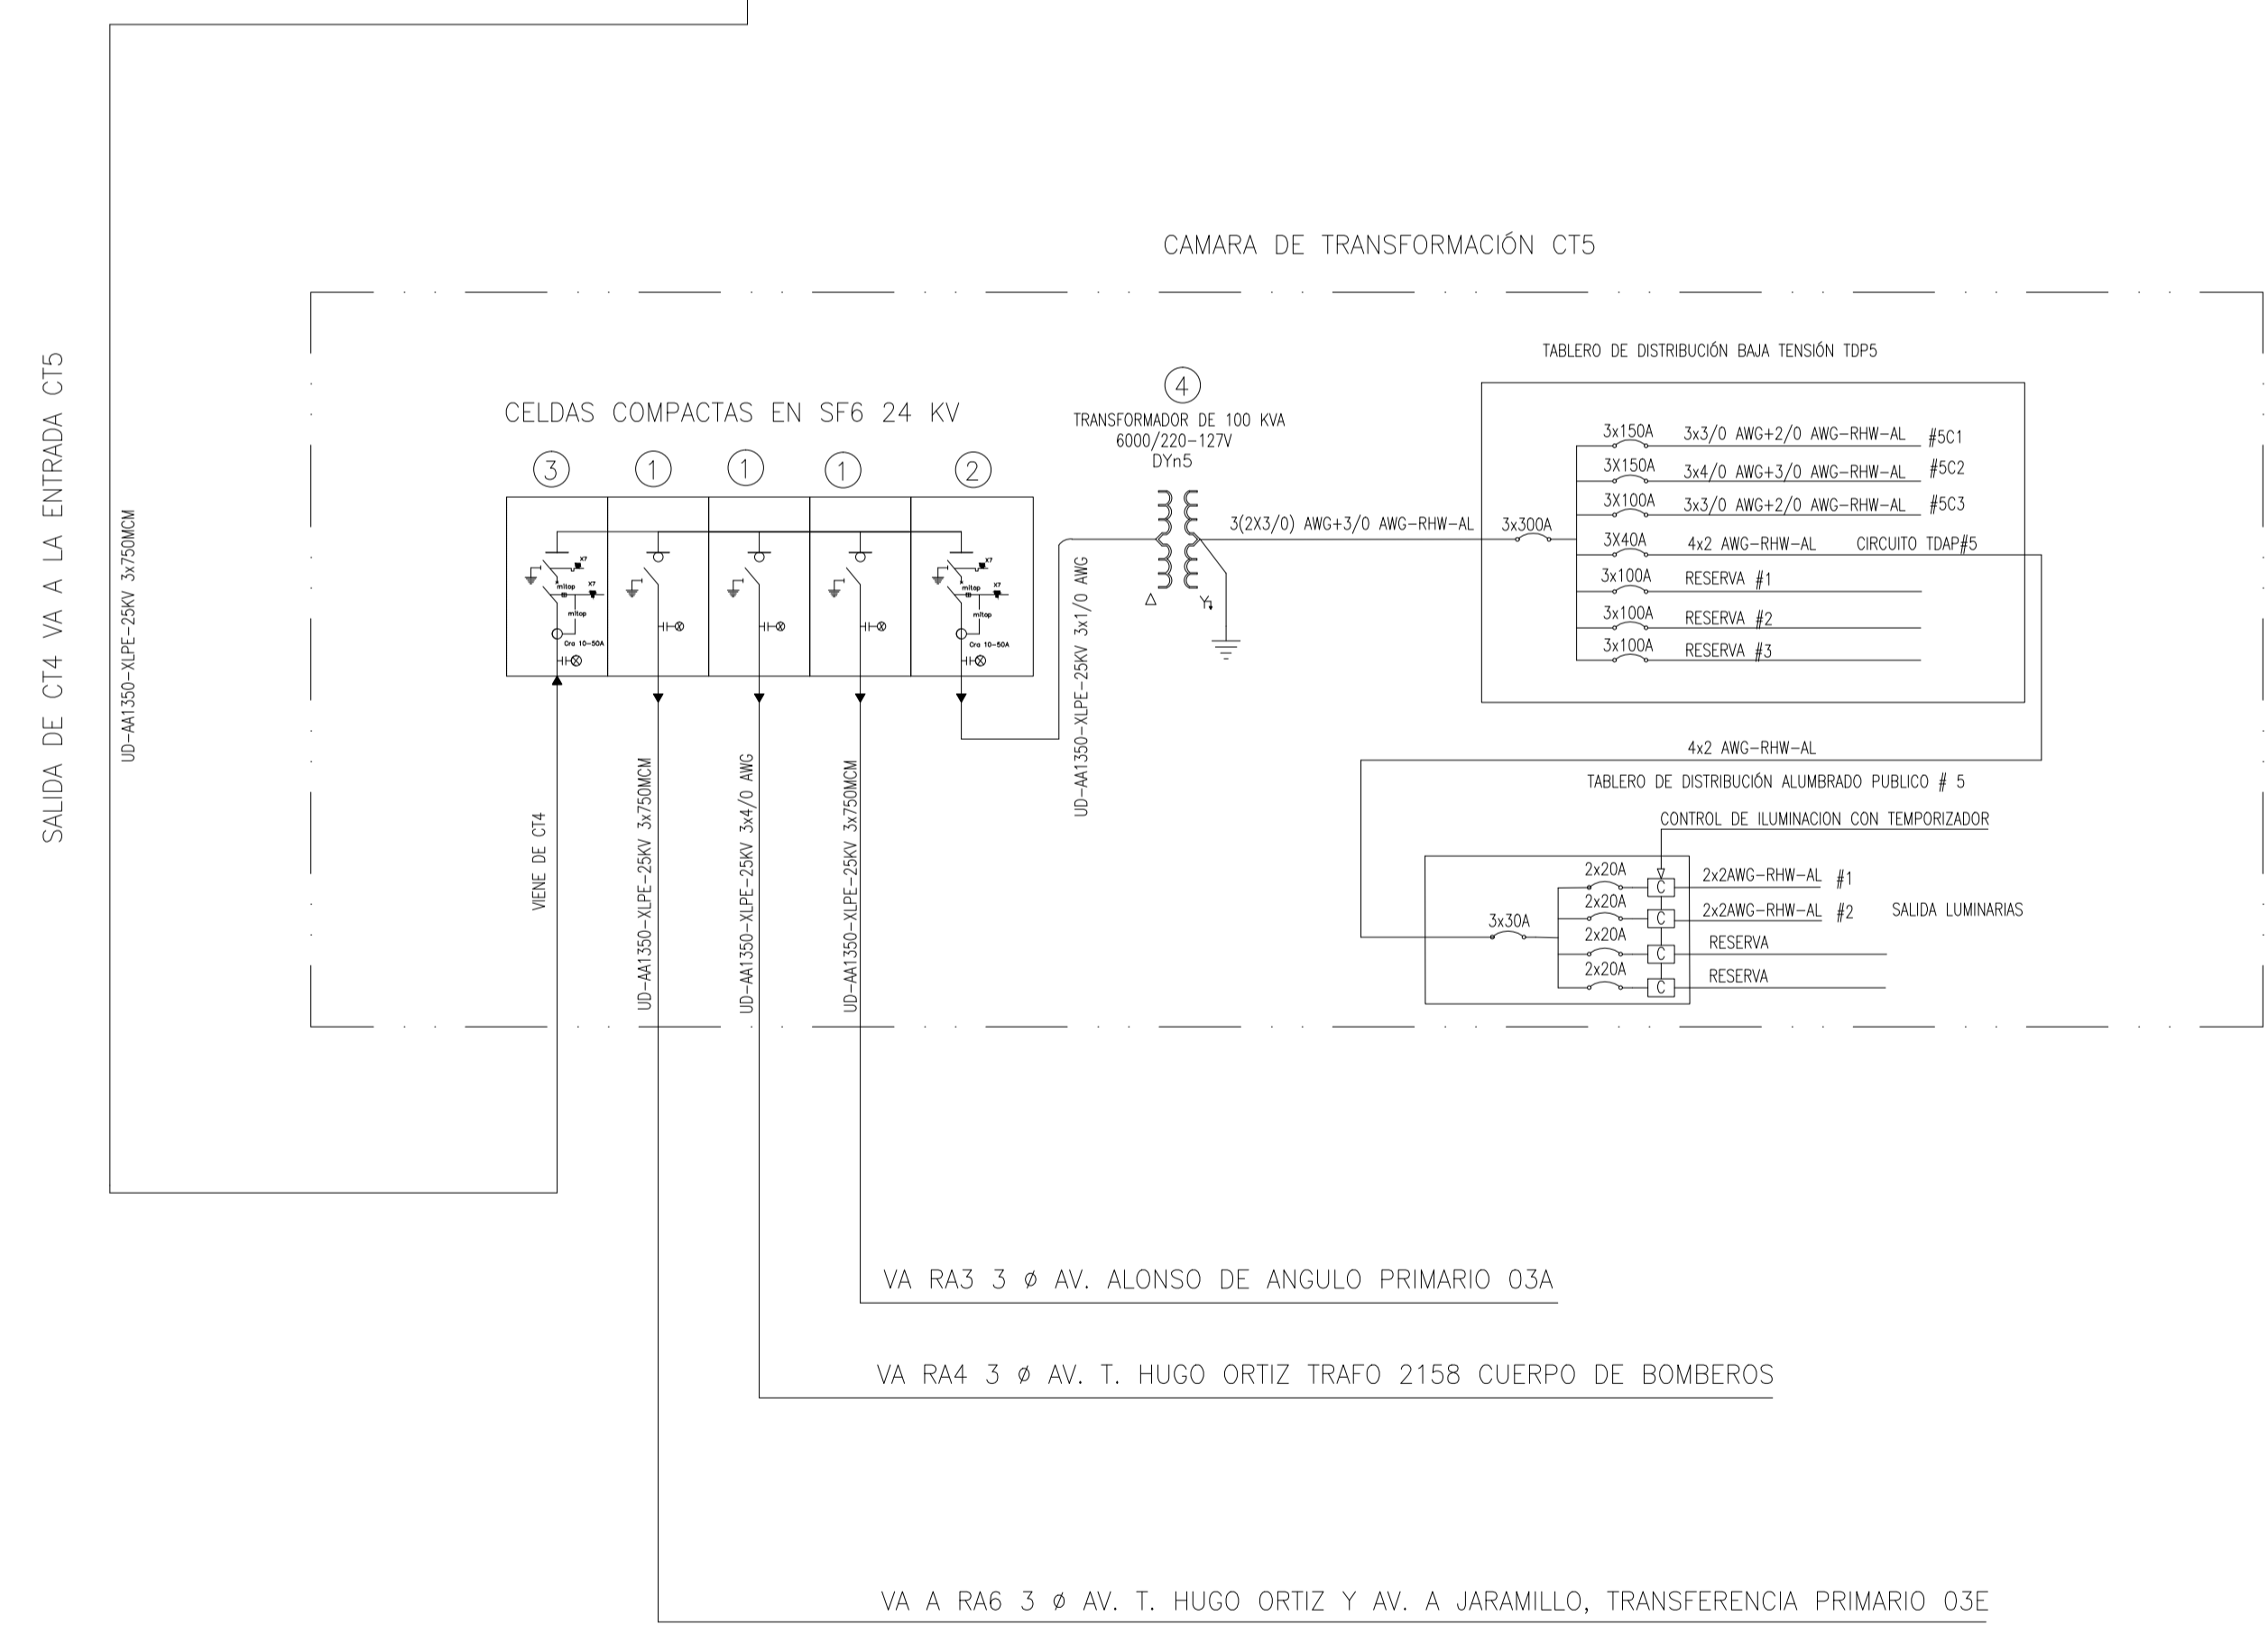 CAMARA DE TRANSFORMACIÓN CT5
SALIDA DE CT4 VA A LA ENTRADA CT5
UD-AA1350-XLPE-25KV 3x750MCM
CELDAS COMPACTAS EN SF6 24 KV
3
1
1
1
2
x7
mitop
x7
mitop
Cra 10-50A
x7
mitop
x7
mitop
Cra 10-50A
VIENE DE CT4
UD-AA1350-XLPE-25KV 3x750MCM
UD-AA1350-XLPE-25KV 3x4/0 AWG
UD-AA1350-XLPE-25KV 3x750MCM
UD-AA1350-XLPE-25KV 3x1/0 AWG
4
TRANSFORMADOR DE 100 KVA
6000/220-127V
DYn5
3(2X3/0) AWG+3/0 AWG-RHW-AL
TABLERO DE DISTRIBUCIÓN BAJA TENSIÓN TDP5
3x300A
3x150A 3x3/0 AWG+2/0 AWG-RHW-AL #5C1
3X150A 3x4/0 AWG+3/0 AWG-RHW-AL #5C2
3X100A 3x3/0 AWG+2/0 AWG-RHW-AL #5C3
3X40A 4x2 AWG-RHW-AL CIRCUITO TDAP#5
3x100A RESERVA #1
3x100A RESERVA #2
3x100A RESERVA #3
4x2 AWG-RHW-AL
TABLERO DE DISTRIBUCIÓN ALUMBRADO PUBLICO # 5
CONTROL DE ILUMINACION CON TEMPORIZADOR
3x30A
2x20A C 2x2AWG-RHW-AL #1
2x20A C 2x2AWG-RHW-AL #2 SALIDA LUMINARIAS
2x20A C RESERVA
2x20A C RESERVA
VA RA3 3 ø AV. ALONSO DE ANGULO PRIMARIO 03A
VA RA4 3 ø AV. T. HUGO ORTIZ TRAFO 2158 CUERPO DE BOMBEROS
VA A RA6 3 ø AV. T. HUGO ORTIZ Y AV. A JARAMILLO, TRANSFERENCIA PRIMARIO 03E